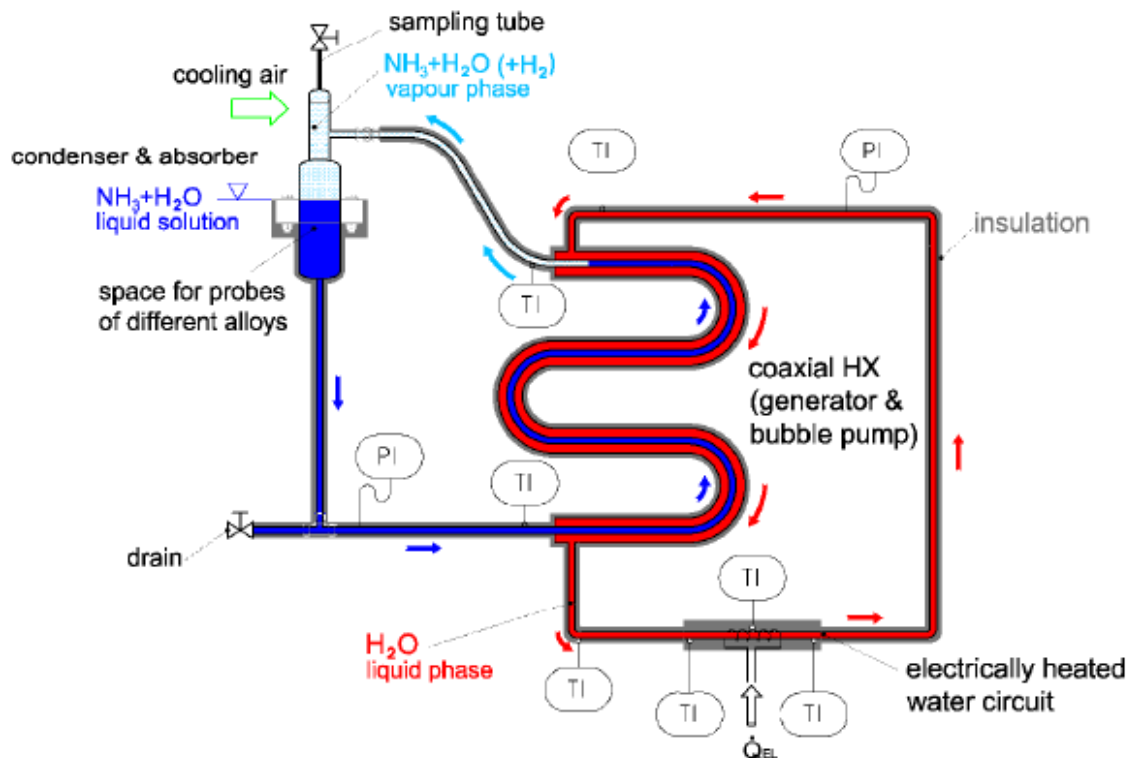 sampling tube
NH₃+H₂O (+H₂)
vapour phase
cooling air
condenser & absorber
NH₃+H₂O
liquid solution
space for probes
of different alloys
TI
PI
insulation
TI
coaxial HX
(generator &
bubble pump)
PI
TI
drain
TI
H₂O
liquid phase
TI
TI
TI
electrically heated
water circuit
Q̇EL